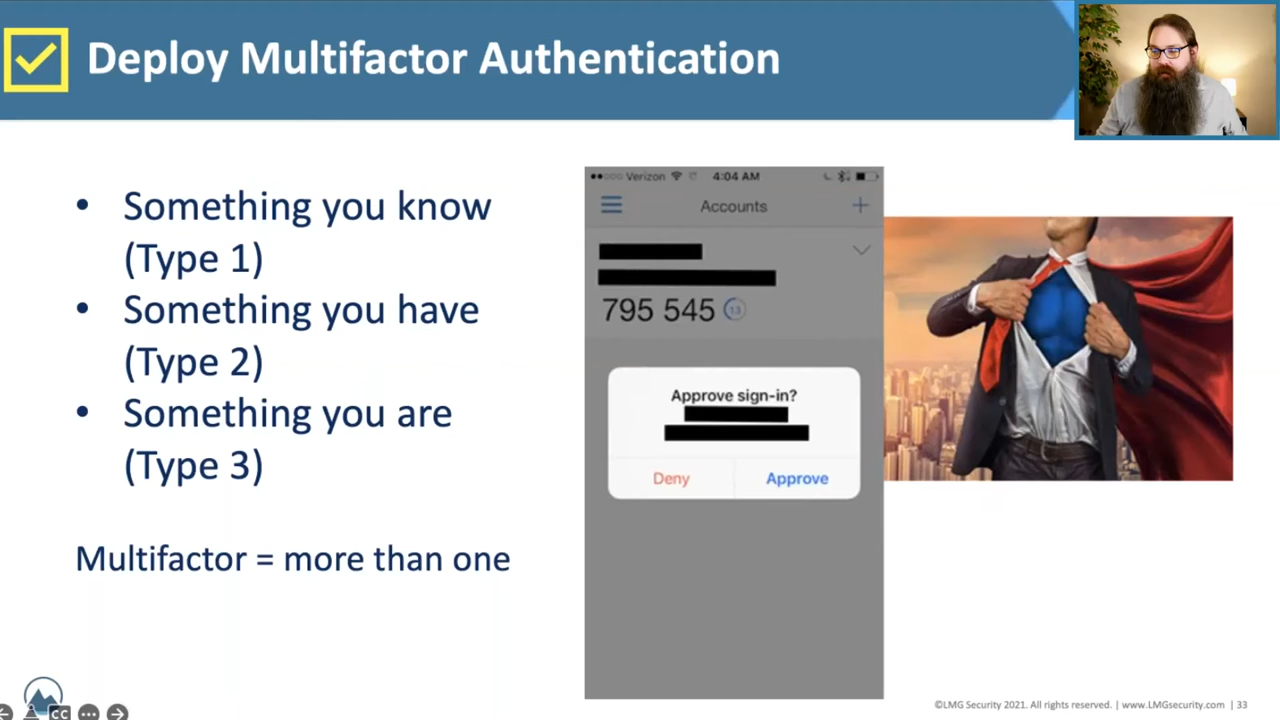 Deploy Multifactor Authentication
• Something you know
(Type 1)
• Something you have
(Type 2)
• Something you are
(Type 3)
Multifactor = more than one
Verizon 4:04 AM
Accounts
795 545 13
Approve sign-in?
Deny Approve
CC
©LMG Security 2021. All rights reserved. | www.LMGsecurity.com | 33